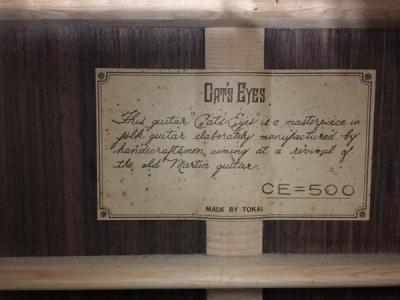 CAT'S EYES
This guitar "Cat's Eyes" is a masterpiece in
folk guitar elaborately manufactured by
handicraftsmen aiming at a revival of
the old Martin guitar.
CE=500
MADE BY TOKAI